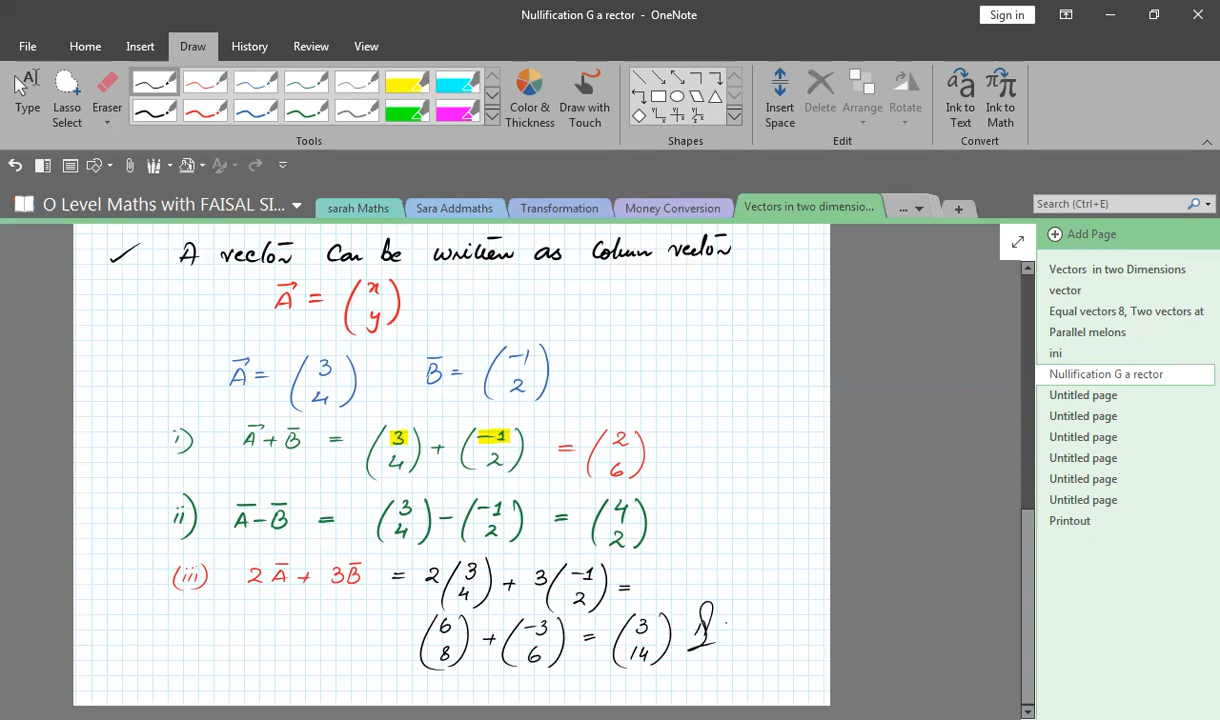 Nullification G a rector - OneNote
Sign in
File Home Insert Draw History Review View
Type
Lasso Select
Eraser
Color & Thickness
Draw with Touch
Insert Space
Delete
Arrange
Rotate
Ink to Text
Ink to Math
Tools Shapes Edit Convert
O Level Maths with FAISAL SI...
sarah Maths
Sara Addmaths
Transformation
Money Conversion
Vectors in two dimensio...
...
Search (Ctrl+E)
Add Page
Vectors in two Dimensions
vector
Equal vectors 8, Two vectors at
Parallel melons
ini
Nullification G a rector
Untitled page
Untitled page
Untitled page
Untitled page
Untitled page
Untitled page
Printout
✓ A vector Can be written as Column vector
A⃗ = (x y)
A⃗ = (3 4) B̅ = (-1 2)
i) A⃗ + B̅ = (3 4) + (-1 2) = (2 6)
ii) A̅ - B̅ = (3 4) - (-1 2) = (4 2)
(iii) 2A̅ + 3B̅ = 2(3 4) + 3(-1 2) =
(6 8) + (-3 6) = (3 14)